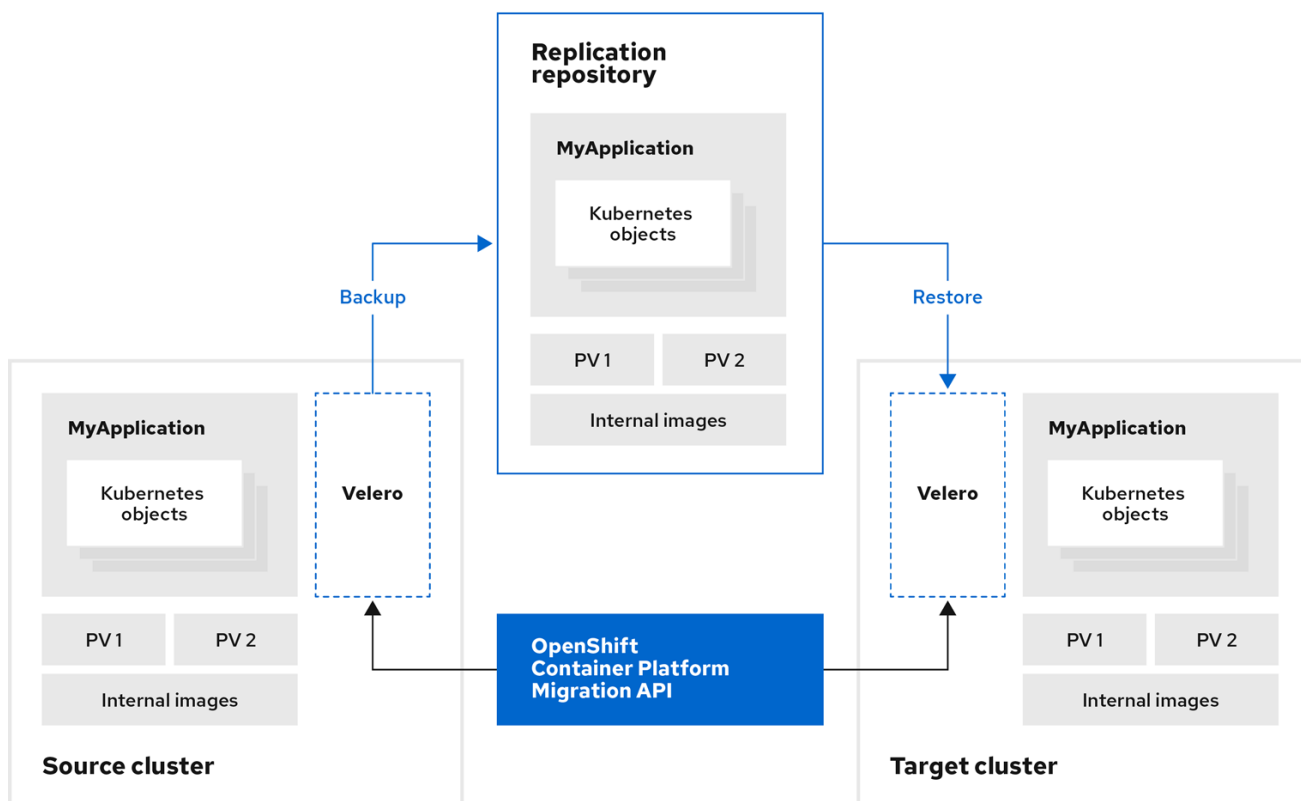 Replication
repository
MyApplication
Kubernetes
objects
PV 1
PV 2
Internal images
Backup
Restore
MyApplication
Kubernetes
objects
Velero
PV 1
PV 2
Internal images
Source cluster
OpenShift
Container Platform
Migration API
Velero
MyApplication
Kubernetes
objects
PV 1
PV 2
Internal images
Target cluster